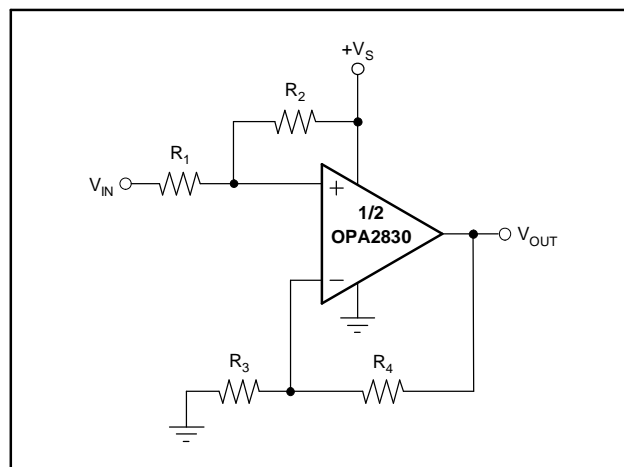 +V_S
R_2
R_1
V_IN
+
1/2
OPA2830
V_OUT
−
R_3
R_4